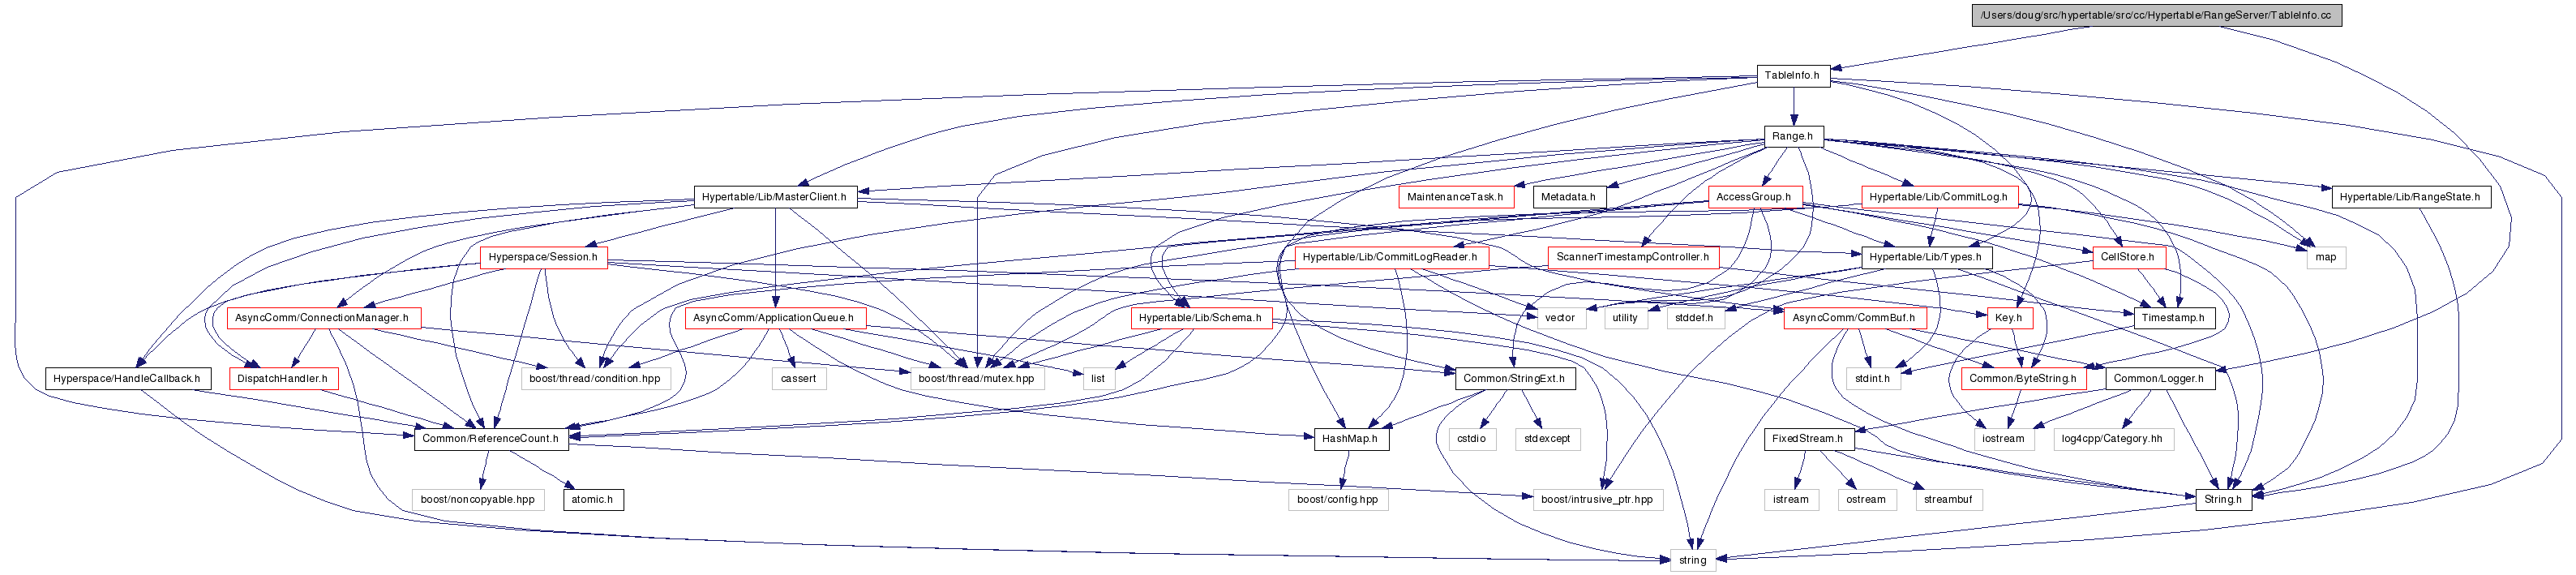 /Users/doug/src/hypertable/src/cc/Hypertable/RangeServer/TableInfo.cc
TableInfo.h
Range.h
Hypertable/Lib/MasterClient.h
MaintenanceTask.h
Metadata.h
AccessGroup.h
Hypertable/Lib/CommitLog.h
Hypertable/Lib/RangeState.h
Hyperspace/Session.h
Hypertable/Lib/CommitLogReader.h
ScannerTimestampController.h
Hypertable/Lib/Types.h
CellStore.h
map
AsyncComm/ConnectionManager.h
AsyncComm/ApplicationQueue.h
Hypertable/Lib/Schema.h
vector
utility
stddef.h
AsyncComm/CommBuf.h
Key.h
Timestamp.h
Hyperspace/HandleCallback.h
DispatchHandler.h
boost/thread/condition.hpp
cassert
boost/thread/mutex.hpp
list
Common/StringExt.h
stdint.h
Common/ByteString.h
Common/Logger.h
Common/ReferenceCount.h
HashMap.h
cstdio
stdexcept
FixedStream.h
iostream
log4cpp/Category.hh
boost/noncopyable.hpp
atomic.h
boost/config.hpp
boost/intrusive_ptr.hpp
istream
ostream
streambuf
String.h
string